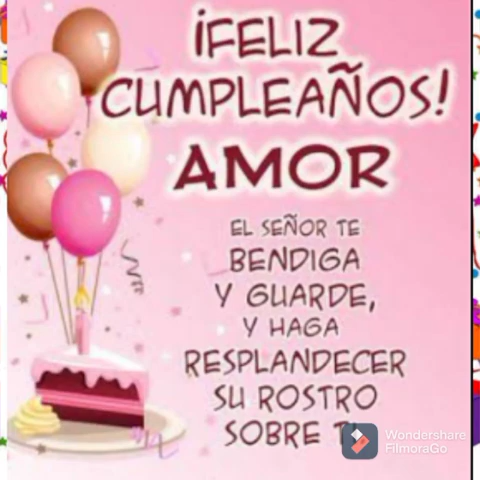 ¡FELIZ
CUMPLEAÑOS!
AMOR
EL SEÑOR TE
BENDIGA
Y GUARDE,
Y HAGA
RESPLANDECER
SU ROSTRO
SOBRE
Wondershare
FilmoraGo